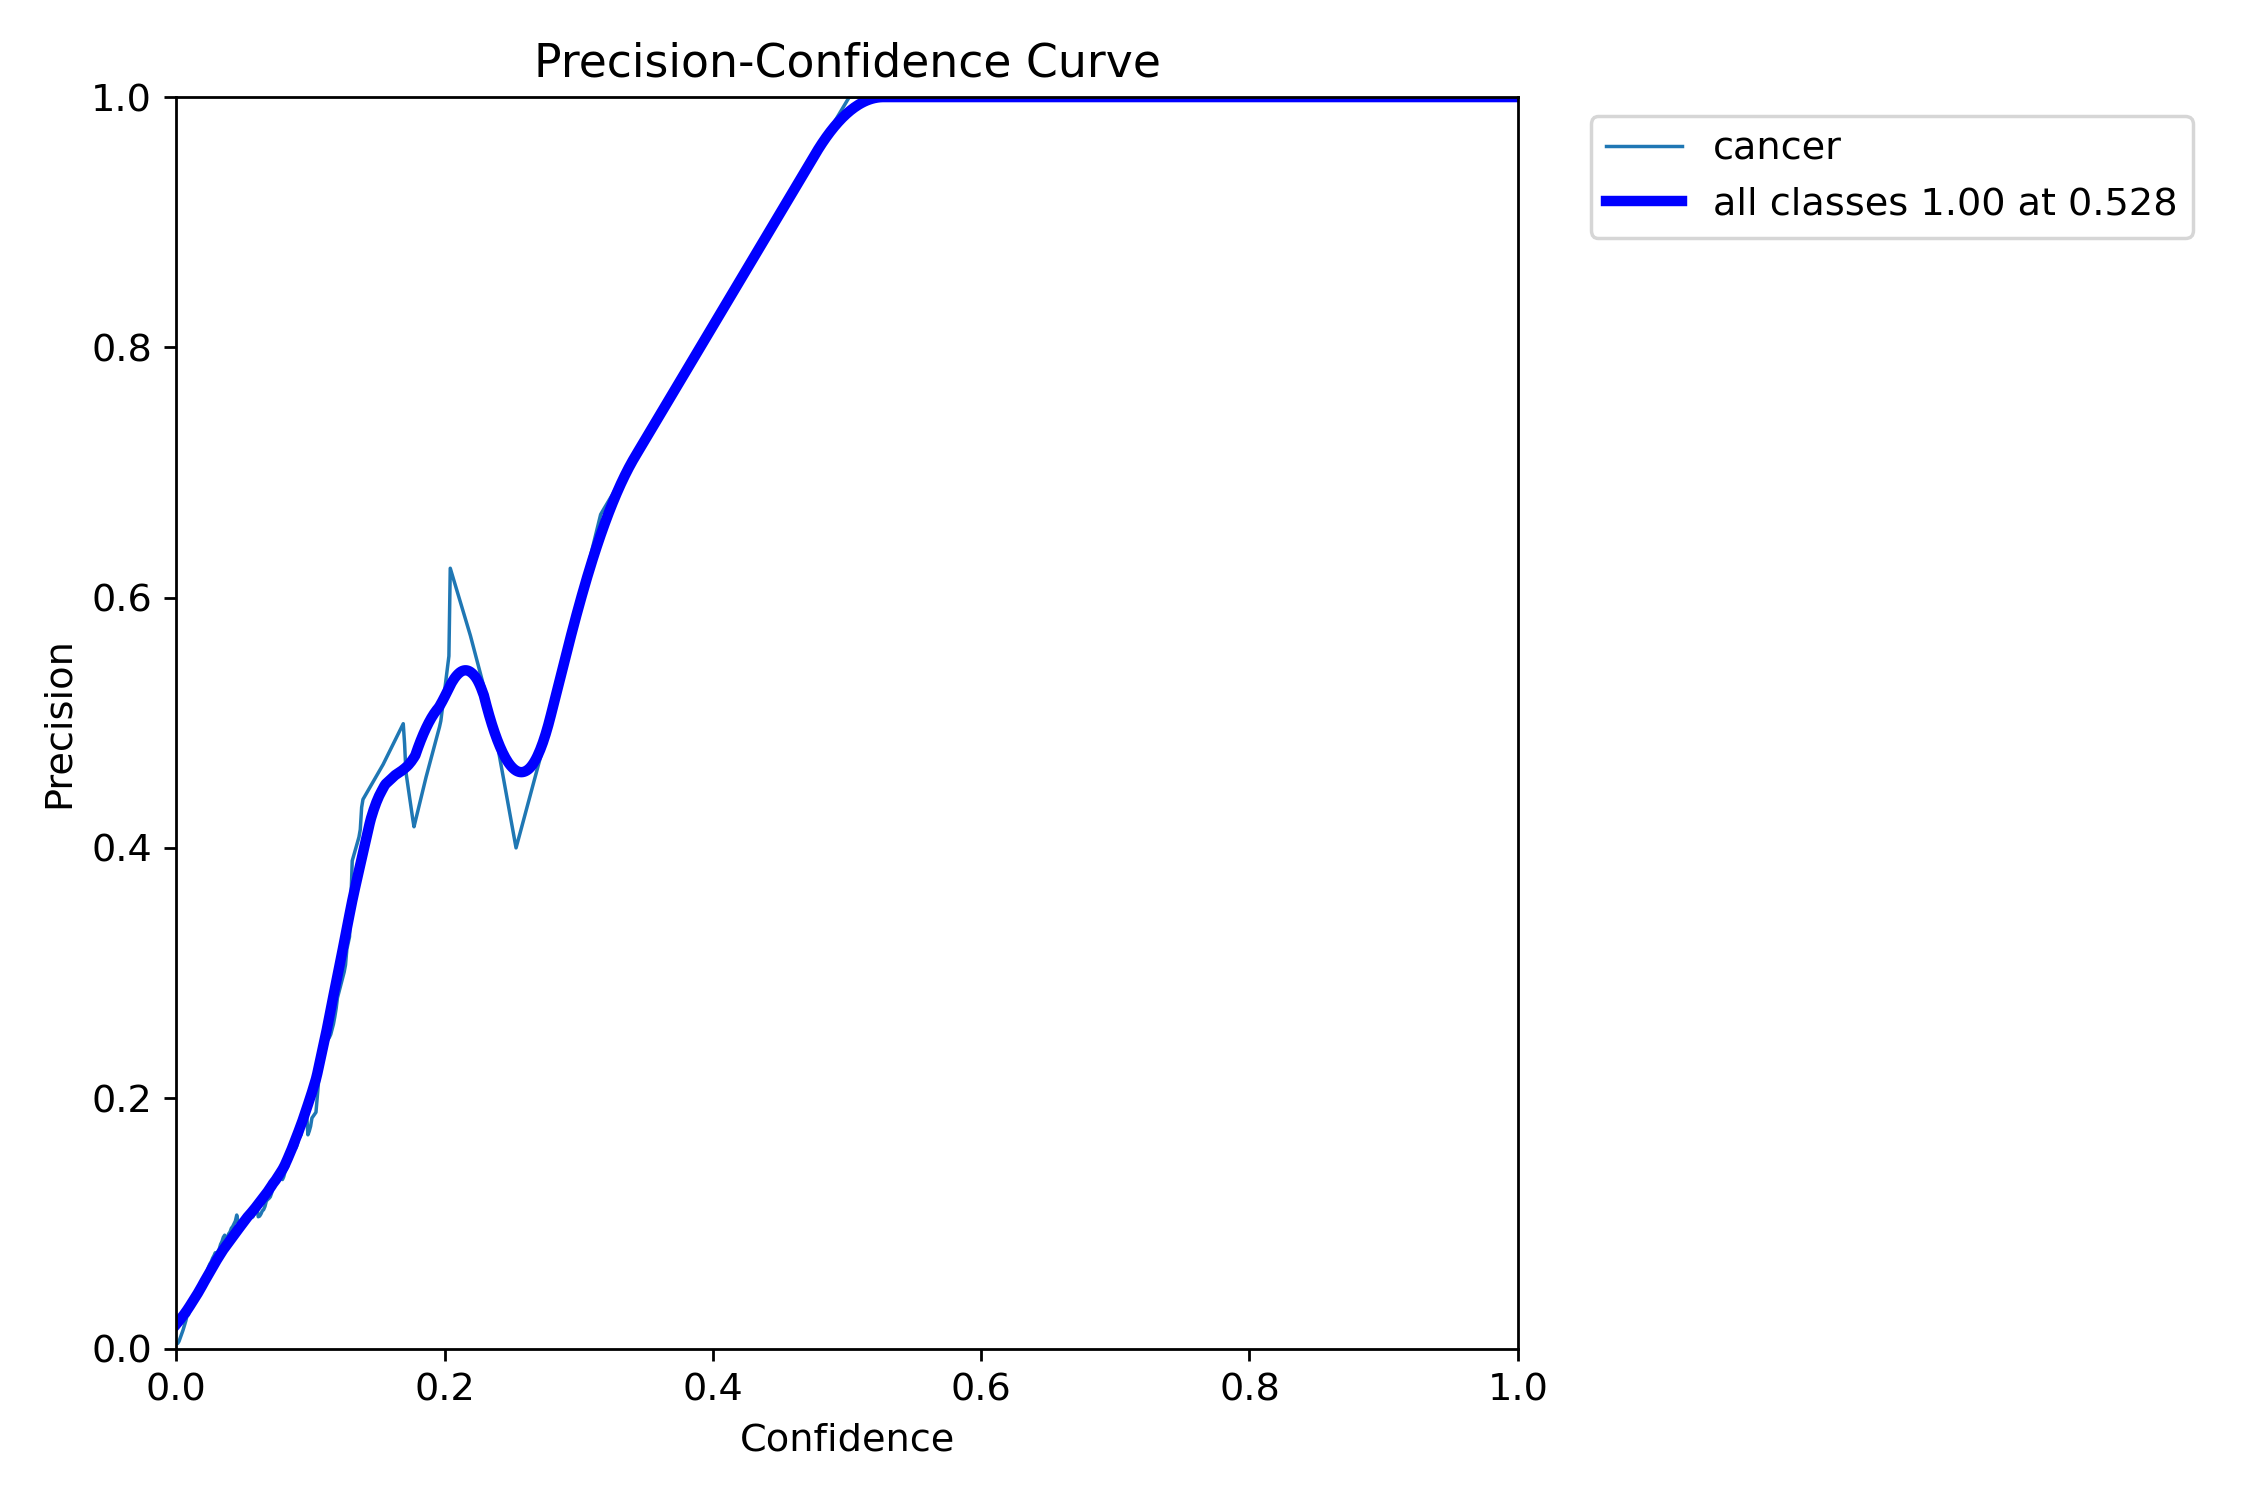 Precision-Confidence Curve
cancer
all classes 1.00 at 0.528
Precision
1.0
0.8
0.6
0.4
0.2
0.0
0.0 0.2 0.4 0.6 0.8 1.0
Confidence